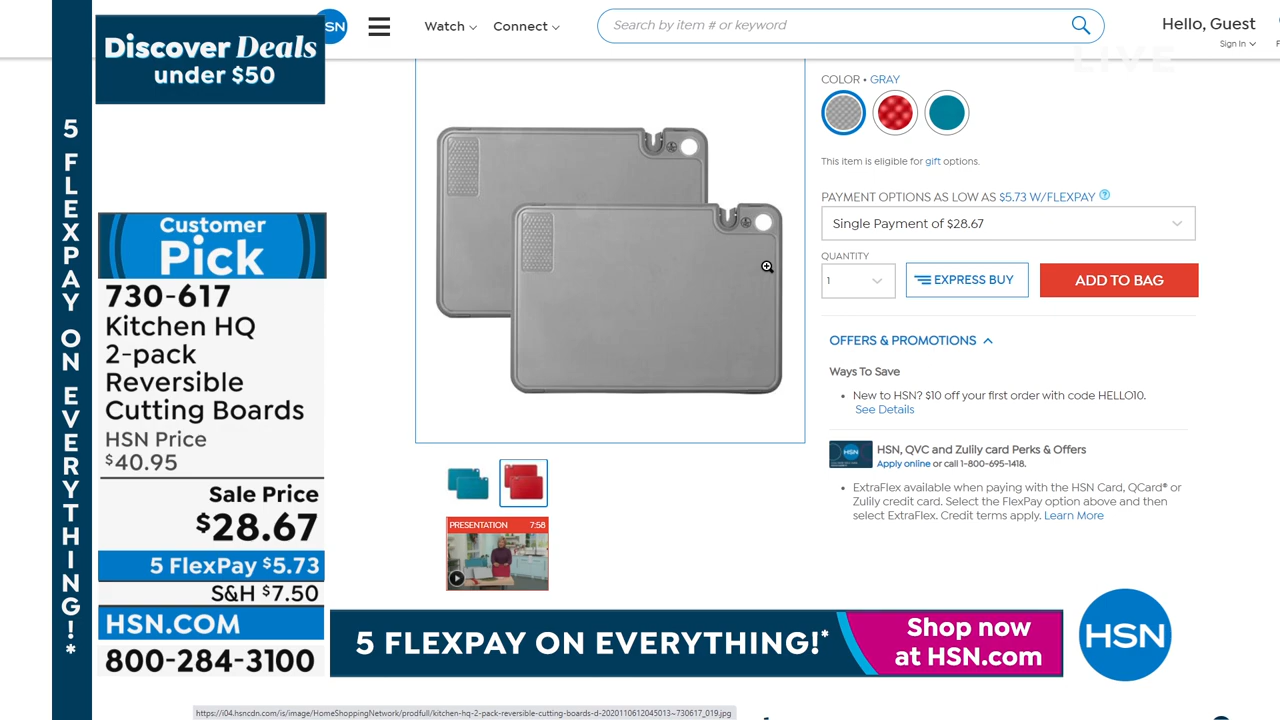 5 FLEXPAY ON EVERYTHING!*
Discover Deals
under $50
Customer
Pick
730-617
Kitchen HQ
2-pack
Reversible
Cutting Boards
HSN Price
$40.95
Sale Price
$28.67
5 FlexPay $5.73
S&H $7.50
HSN.COM
800-284-3100
SN
Watch
Connect
Search by item # or keyword
Hello, Guest
Sign In
F
LIVE
COLOR • GRAY
This item is eligible for gift options.
PAYMENT OPTIONS AS LOW AS $5.73 W/FLEXPAY ?
Single Payment of $28.67
QUANTITY
1
EXPRESS BUY
ADD TO BAG
OFFERS & PROMOTIONS
Ways To Save
• New to HSN? $10 off your first order with code HELLO10.
See Details
HSN
HSN, QVC and Zulily card Perks & Offers
Apply online or call 1-800-695-1418.
• ExtraFlex available when paying with the HSN Card, QCard® or
Zulily credit card. Select the FlexPay option above and then
select ExtraFlex. Credit terms apply. Learn More
PRESENTATION 7:58
5 FLEXPAY ON EVERYTHING!*
Shop now
at HSN.com
HSN
https://i04.hsncdn.com/is/image/HomeShoppingNetwork/prodfull/kitchen-hq-2-pack-reversible-cutting-boards-d-2020110612045013~730617_019.jpg